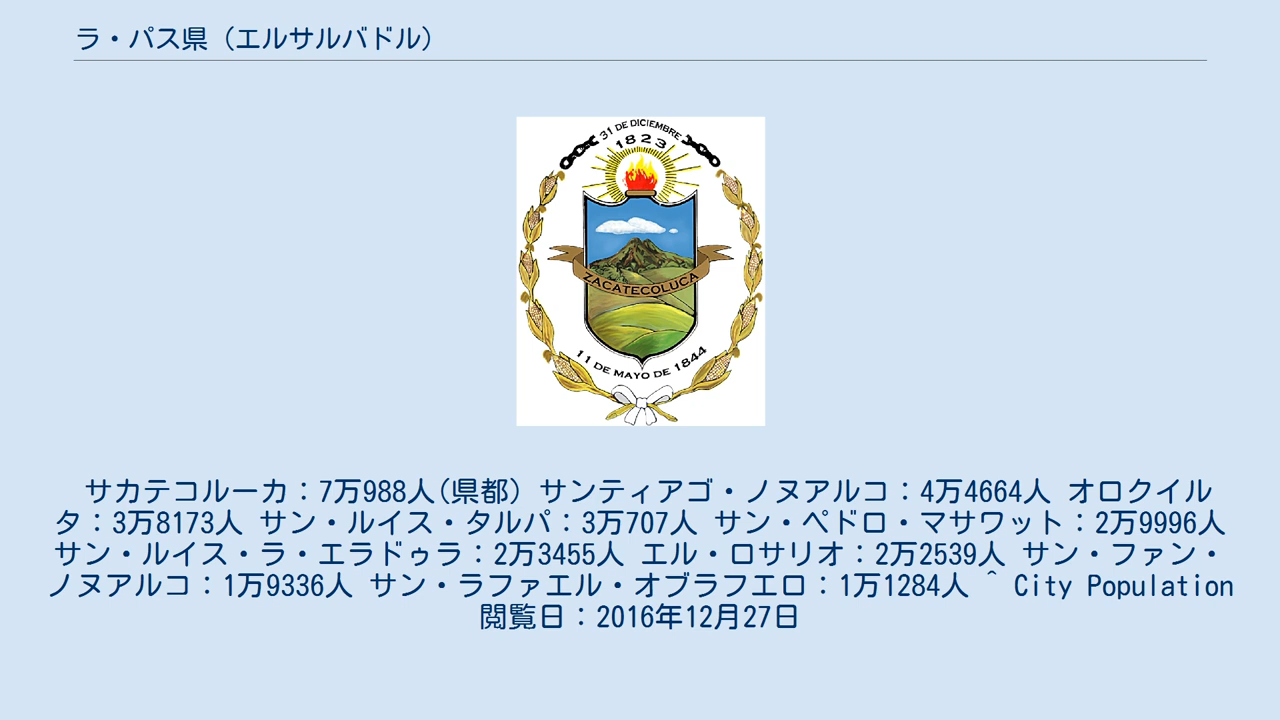 ラ・パス県 (エルサルバドル)
31 DE DICIEMBRE
1823
ZACATECOLUCA
11 DE MAYO DE 1844
サカテコルーカ：7万988人(県都) サンティアゴ・ノヌアルコ：4万4664人 オロクイル
タ：3万8173人 サン・ルイス・タルパ：3万707人 サン・ペドロ・マサワット：2万9996人
サン・ルイス・ラ・エラドゥラ：2万3455人 エル・ロサリオ：2万2539人 サン・ファン・
ノヌアルコ：1万9336人 サン・ラファエル・オブラフエロ：1万1284人 ^ City Population
閲覧日：2016年12月27日